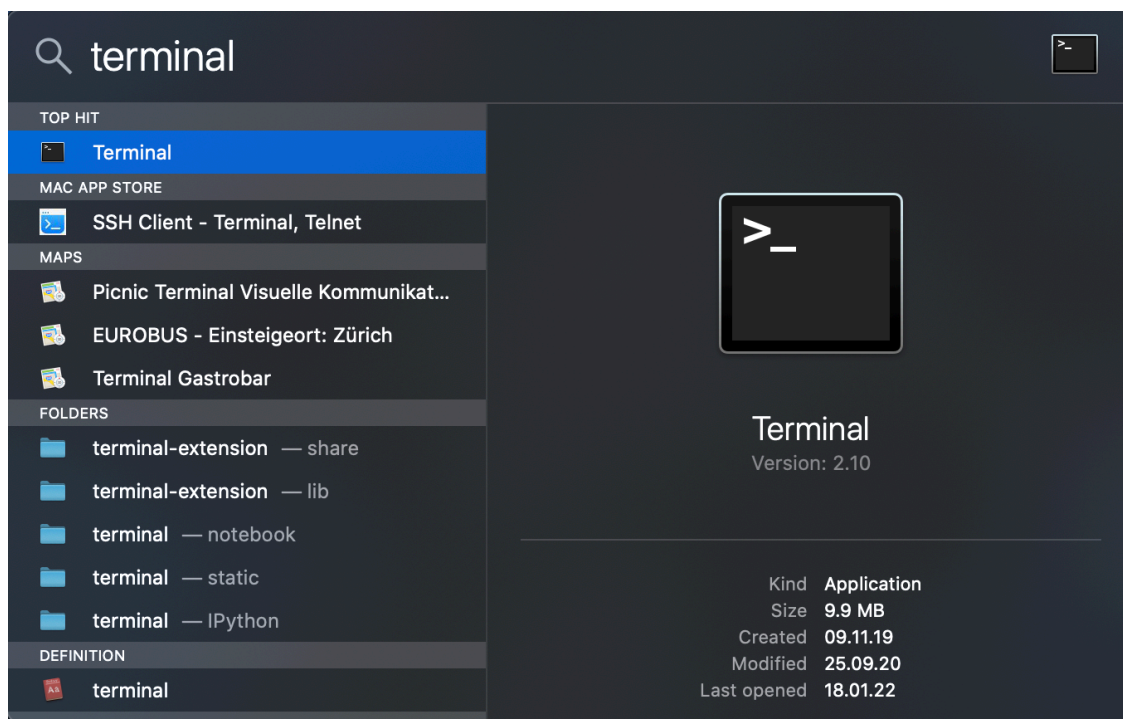 terminal
>_
TOP HIT
Terminal
MAC APP STORE
SSH Client - Terminal, Telnet
MAPS
Picnic Terminal Visuelle Kommunikat...
EUROBUS - Einsteigeort: Zürich
Terminal Gastrobar
FOLDERS
terminal-extension — share
terminal-extension — lib
terminal — notebook
terminal — static
terminal — IPython
DEFINITION
Aa
terminal
>_
Terminal
Version: 2.10
Kind Application
Size 9.9 MB
Created 09.11.19
Modified 25.09.20
Last opened 18.01.22